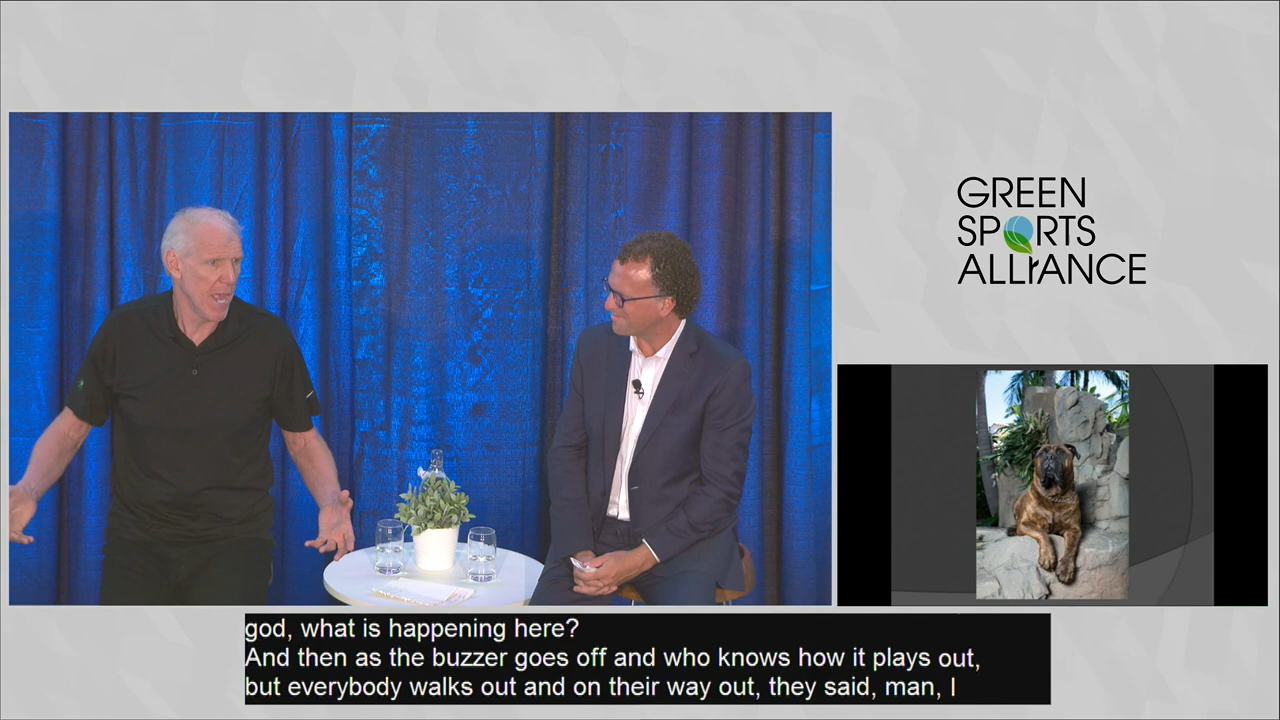 GREEN
SPORTS
ALLIANCE
god, what is happening here?
And then as the buzzer goes off and who knows how it plays out,
but everybody walks out and on their way out, they said, man, I